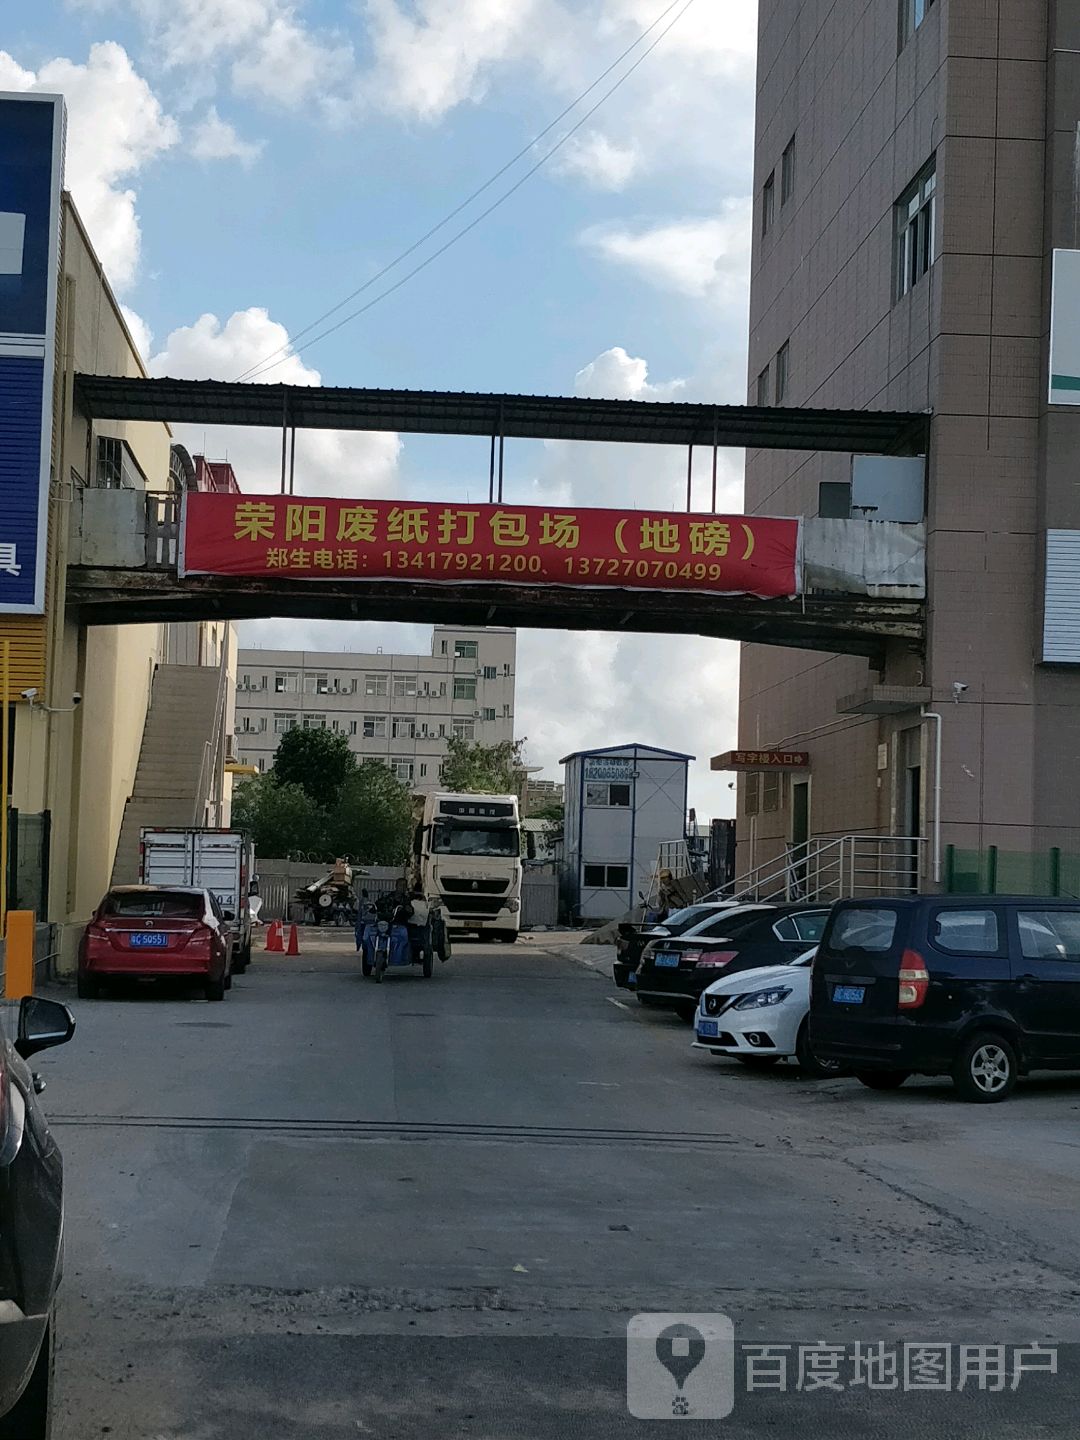 荣阳废纸打包场（地磅）
郑生电话：13417921200、13727070499
具
写字楼入口
百度地图用户